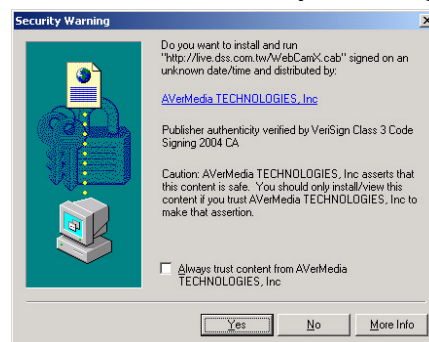 Security Warning
Do you want to install and run
"http://live.dss.com.tw/WebCamX.cab" signed on an
unknown date/time and distributed by:
AVerMedia TECHNOLOGIES, Inc
Publisher authenticity verified by VeriSign Class 3 Code
Signing 2004 CA
Caution: AVerMedia TECHNOLOGIES, Inc asserts that
this content is safe. You should only install/view this
content if you trust AVerMedia TECHNOLOGIES, Inc to
make that assertion.
Always trust content from AVerMedia
TECHNOLOGIES, Inc
Yes No More Info